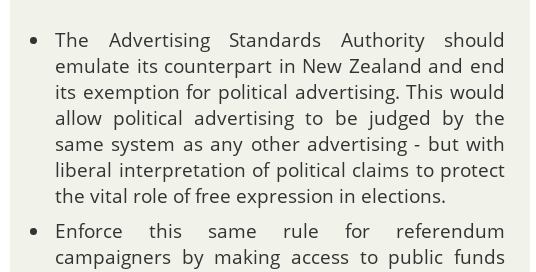 • The Advertising Standards Authority should
emulate its counterpart in New Zealand and end
its exemption for political advertising. This would
allow political advertising to be judged by the
same system as any other advertising - but with
liberal interpretation of political claims to protect
the vital role of free expression in elections.
• Enforce this same rule for referendum
campaigners by making access to public funds